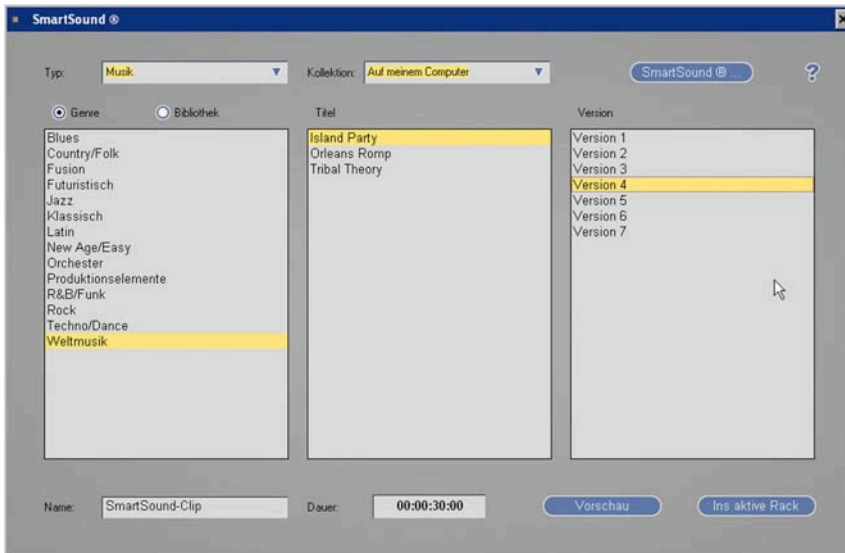 SmartSound ®
Typ: Musik Kollektion: Auf meinem Computer SmartSound ® ... ?
Genre Bibliothek Titel Version
Blues
Country/Folk
Fusion
Futuristisch
Jazz
Klassisch
Latin
New Age/Easy
Orchester
Produktionselemente
R&B/Funk
Rock
Techno/Dance
Weltmusik
Island Party
Orleans Romp
Tribal Theory
Version 1
Version 2
Version 3
Version 4
Version 5
Version 6
Version 7
Name: SmartSound-Clip Dauer: 00:00:30:00 Vorschau Ins aktive Rack